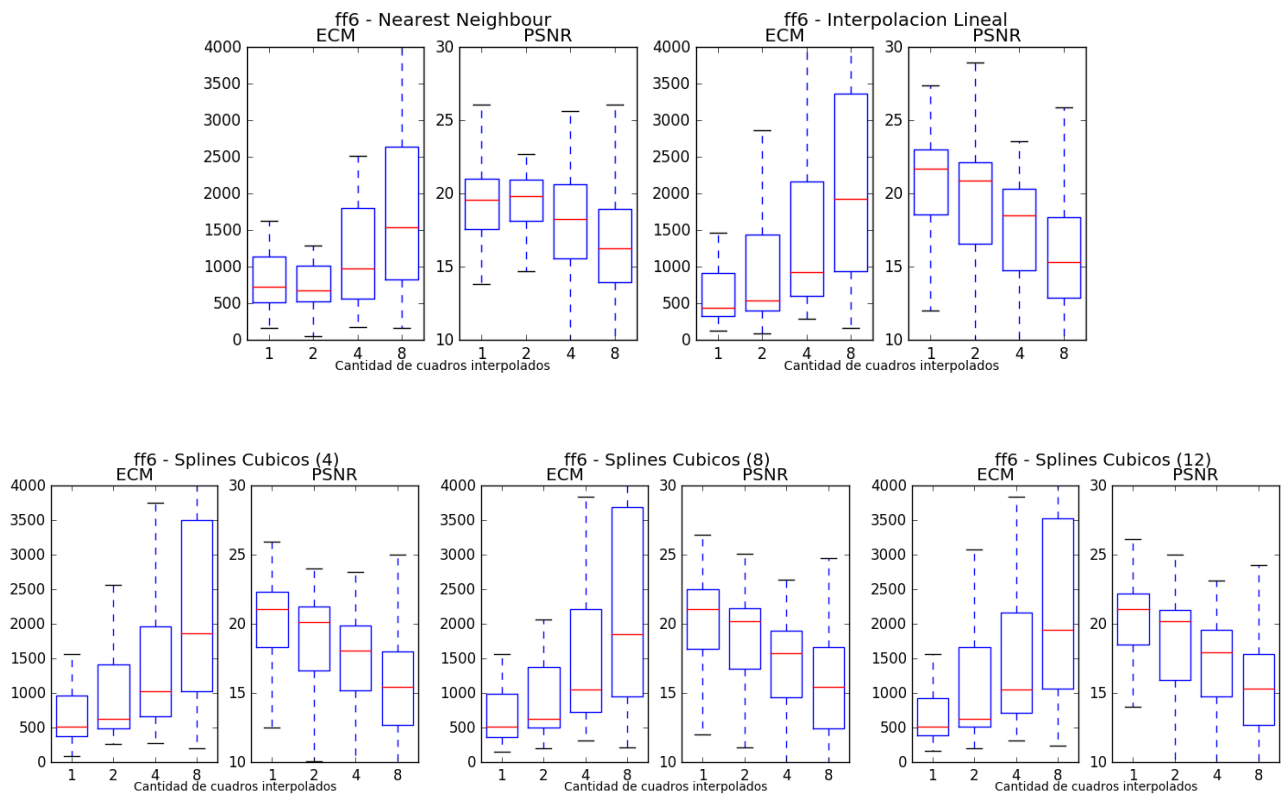 ff6 - Nearest Neighbour
ECM
PSNR
4000
3500
3000
2500
2000
1500
1000
500
0
30
25
20
15
10
1 2 4 8
1 2 4 8
Cantidad de cuadros interpolados
ff6 - Interpolacion Lineal
ECM
PSNR
4000
3500
3000
2500
2000
1500
1000
500
0
30
25
20
15
10
1 2 4 8
1 2 4 8
Cantidad de cuadros interpolados
ff6 - Splines Cubicos (4)
ECM
PSNR
4000
3500
3000
2500
2000
1500
1000
500
0
30
25
20
15
10
1 2 4 8
1 2 4 8
Cantidad de cuadros interpolados
ff6 - Splines Cubicos (8)
ECM
PSNR
4000
3500
3000
2500
2000
1500
1000
500
0
30
25
20
15
10
1 2 4 8
1 2 4 8
Cantidad de cuadros interpolados
ff6 - Splines Cubicos (12)
ECM
PSNR
4000
3500
3000
2500
2000
1500
1000
500
0
30
25
20
15
10
1 2 4 8
1 2 4 8
Cantidad de cuadros interpolados